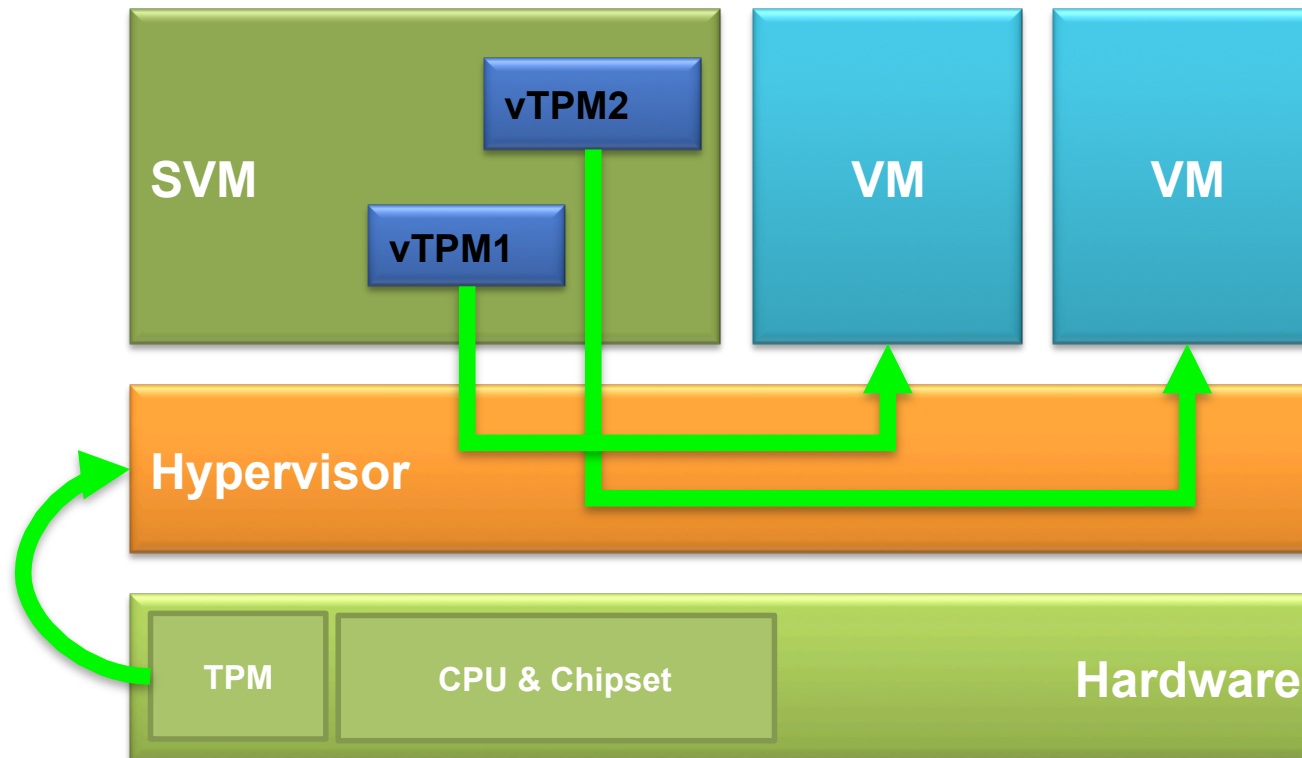 vTPM2
SVM
VM
VM
vTPM1
Hypervisor
TPM
CPU & Chipset
Hardware